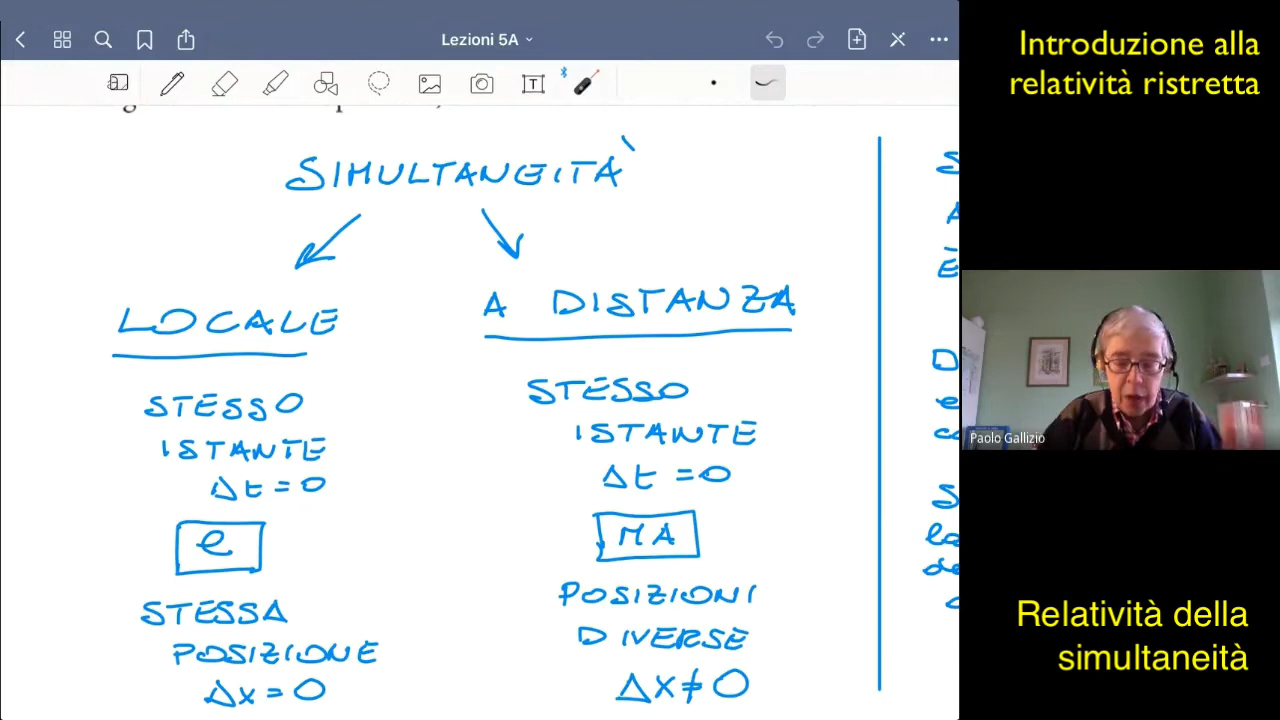 Lezioni 5A
SIMULTANEITÀ
LOCALE
STESSO
ISTANTE
Δt = 0
e
STESSA
POSIZIONE
Δx = 0
A DISTANZA
STESSO
ISTANTE
Δt = 0
MA
POSIZIONI
DIVERSE
Δx ≠ 0
Introduzione alla
relatività ristretta
Paolo Gallizio
Relatività della
simultaneità